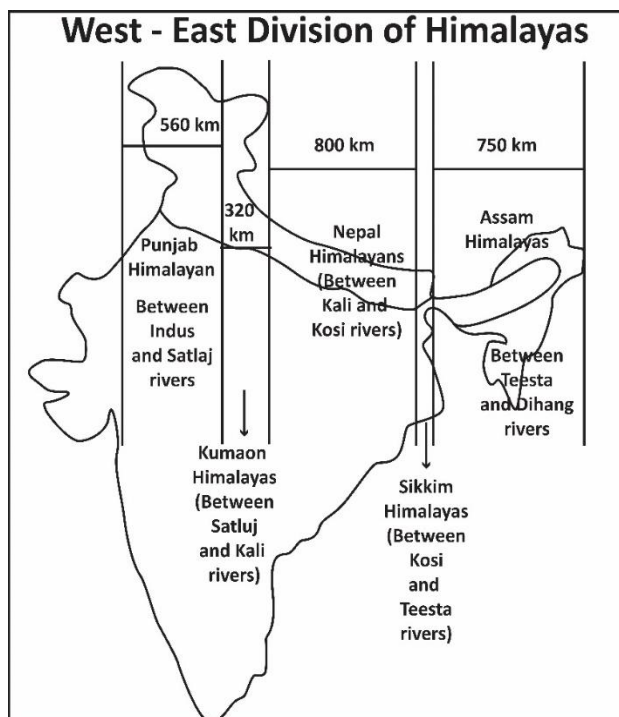 West - East Division of Himalayas
560 km
800 km
750 km
320
km
Punjab
Himalayan
Between
Indus
and Satlaj
rivers
Nepal
Himalayans
(Between
Kali and
Kosi rivers)
Assam
Himalayas
Between
Teesta
and Dihang
rivers
Kumaon
Himalayas
(Between
Satluj
and Kali
rivers)
Sikkim
Himalayas
(Between
Kosi
and
Teesta
rivers)